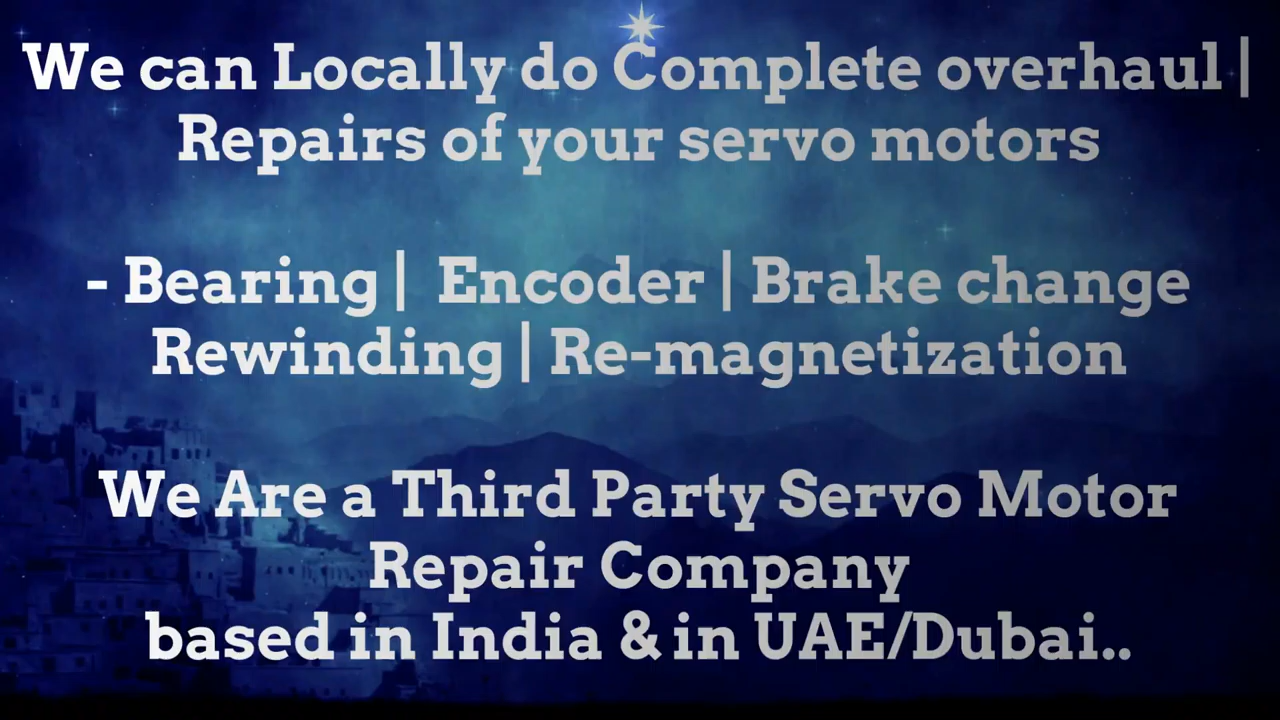 We can Locally do Complete overhaul |
Repairs of your servo motors
- Bearing | Encoder | Brake change
Rewinding | Re-magnetization
We Are a Third Party Servo Motor
Repair Company
based in India & in UAE/Dubai..